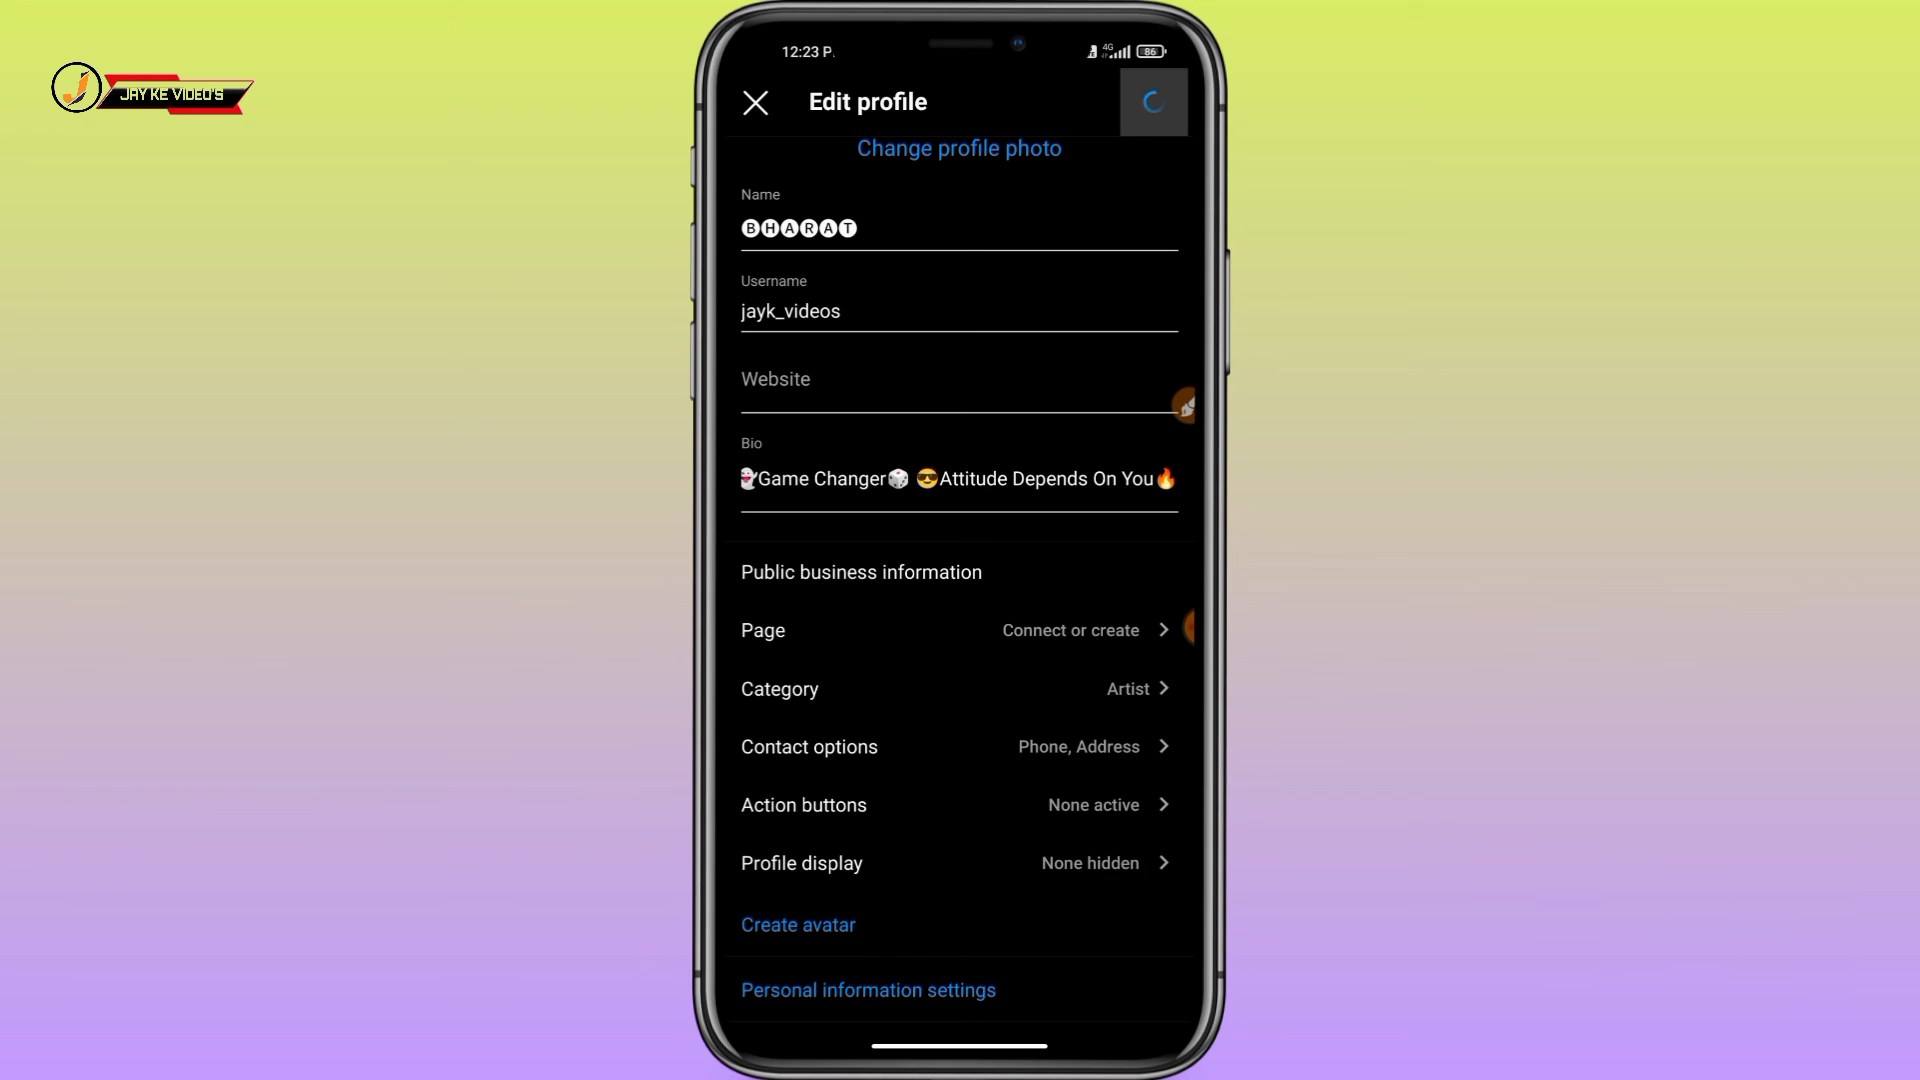 JAY KE VIDEO'S
12:23 P.
4G
86
Edit profile
Change profile photo
Name
🅑🅗🅐🅡🅐🅣
Username
jayk_videos
Website
Bio
👻Game Changer🎲 😎Attitude Depends On You🔥
Public business information
Page Connect or create
Category Artist
Contact options Phone, Address
Action buttons None active
Profile display None hidden
Create avatar
Personal information settings